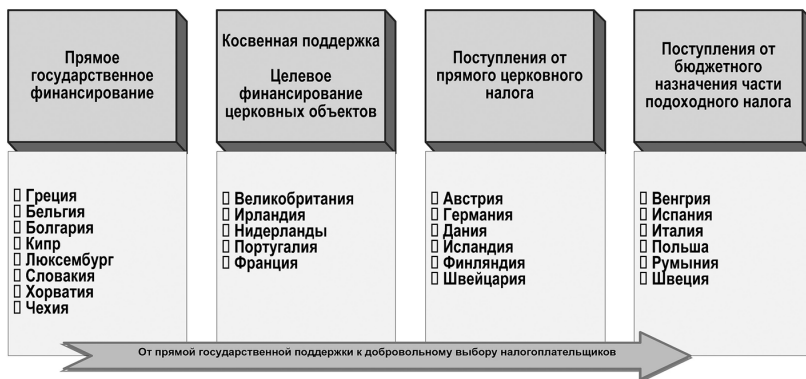 Прямое
государственное
финансирование
Косвенная поддержка
Целевое
финансирование
церковных объектов
Поступления от
прямого церковного
налога
Поступления от
бюджетного
назначения части
подоходного налога
Греция
Бельгия
Болгария
Кипр
Люксембург
Словакия
Хорватия
Чехия
Великобритания
Ирландия
Нидерланды
Португалия
Франция
Австрия
Германия
Дания
Исландия
Финляндия
Швейцария
Венгрия
Испания
Италия
Польша
Румыния
Швеция
От прямой государственной поддержки к добровольному выбору налогоплательщиков